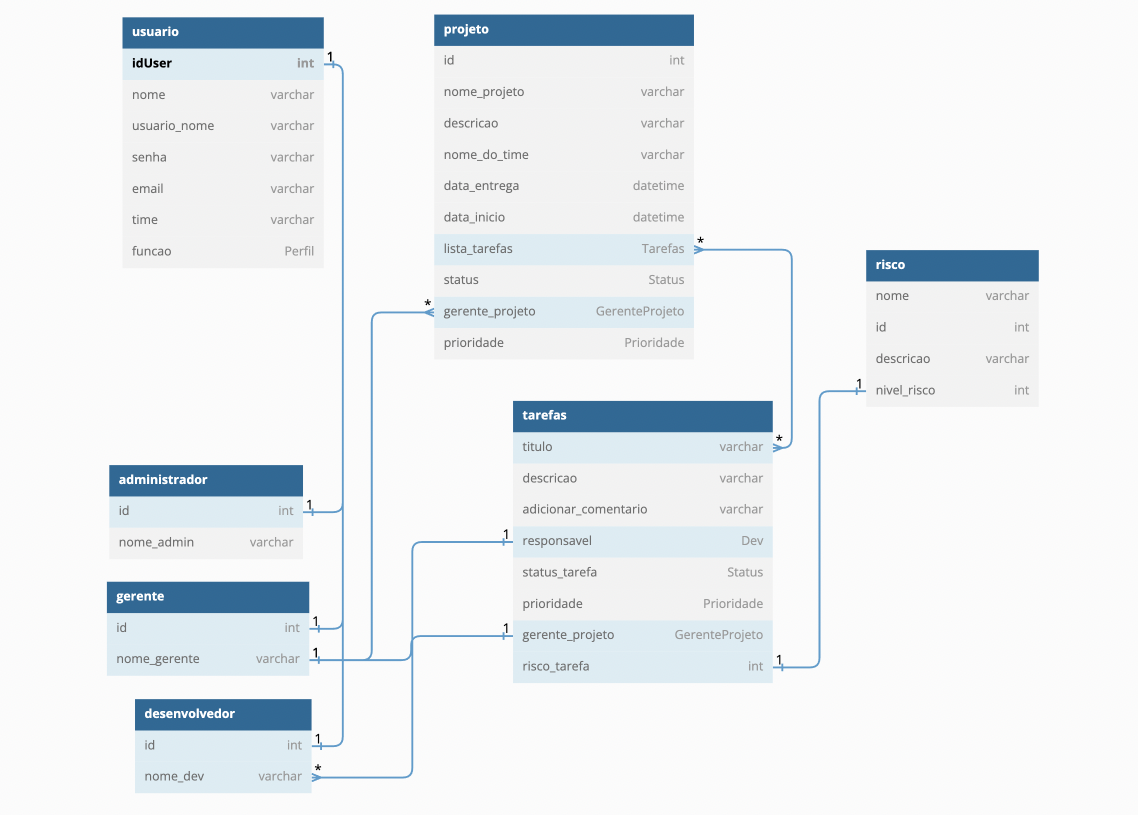 usuario
idUser int
nome varchar
usuario_nome varchar
senha varchar
email varchar
time varchar
funcao Perfil
1
projeto
id int
nome_projeto varchar
descricao varchar
nome_do_time varchar
data_entrega datetime
data_inicio datetime
lista_tarefas Tarefas
status Status
gerente_projeto GerenteProjeto
prioridade Prioridade
*
*
risco
nome varchar
id int
descricao varchar
nivel_risco int
1
tarefas
titulo varchar
descricao varchar
adicionar_comentario varchar
responsavel Dev
status_tarefa Status
prioridade Prioridade
gerente_projeto GerenteProjeto
risco_tarefa int
*
1
1
1
administrador
id int
nome_admin varchar
1
gerente
id int
nome_gerente varchar
1
1
desenvolvedor
id int
nome_dev varchar
1
*